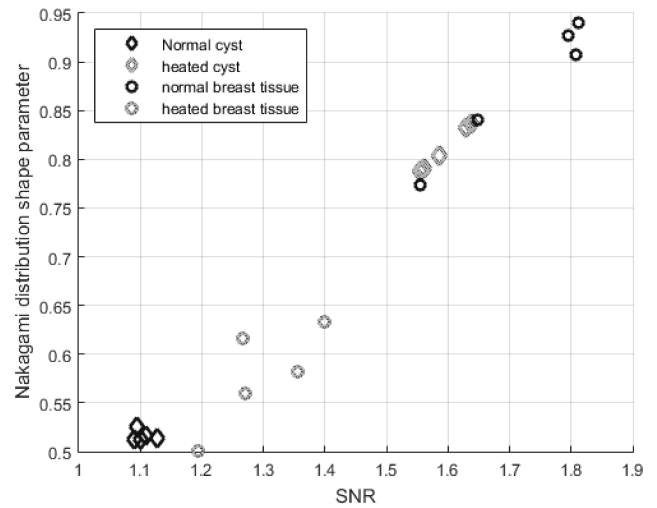 Nakagami distribution shape parameter
0.95
0.9
0.85
0.8
0.75
0.7
0.65
0.6
0.55
0.5
Normal cyst
heated cyst
normal breast tissue
heated breast tissue
1 1.1 1.2 1.3 1.4 1.5 1.6 1.7 1.8 1.9
SNR